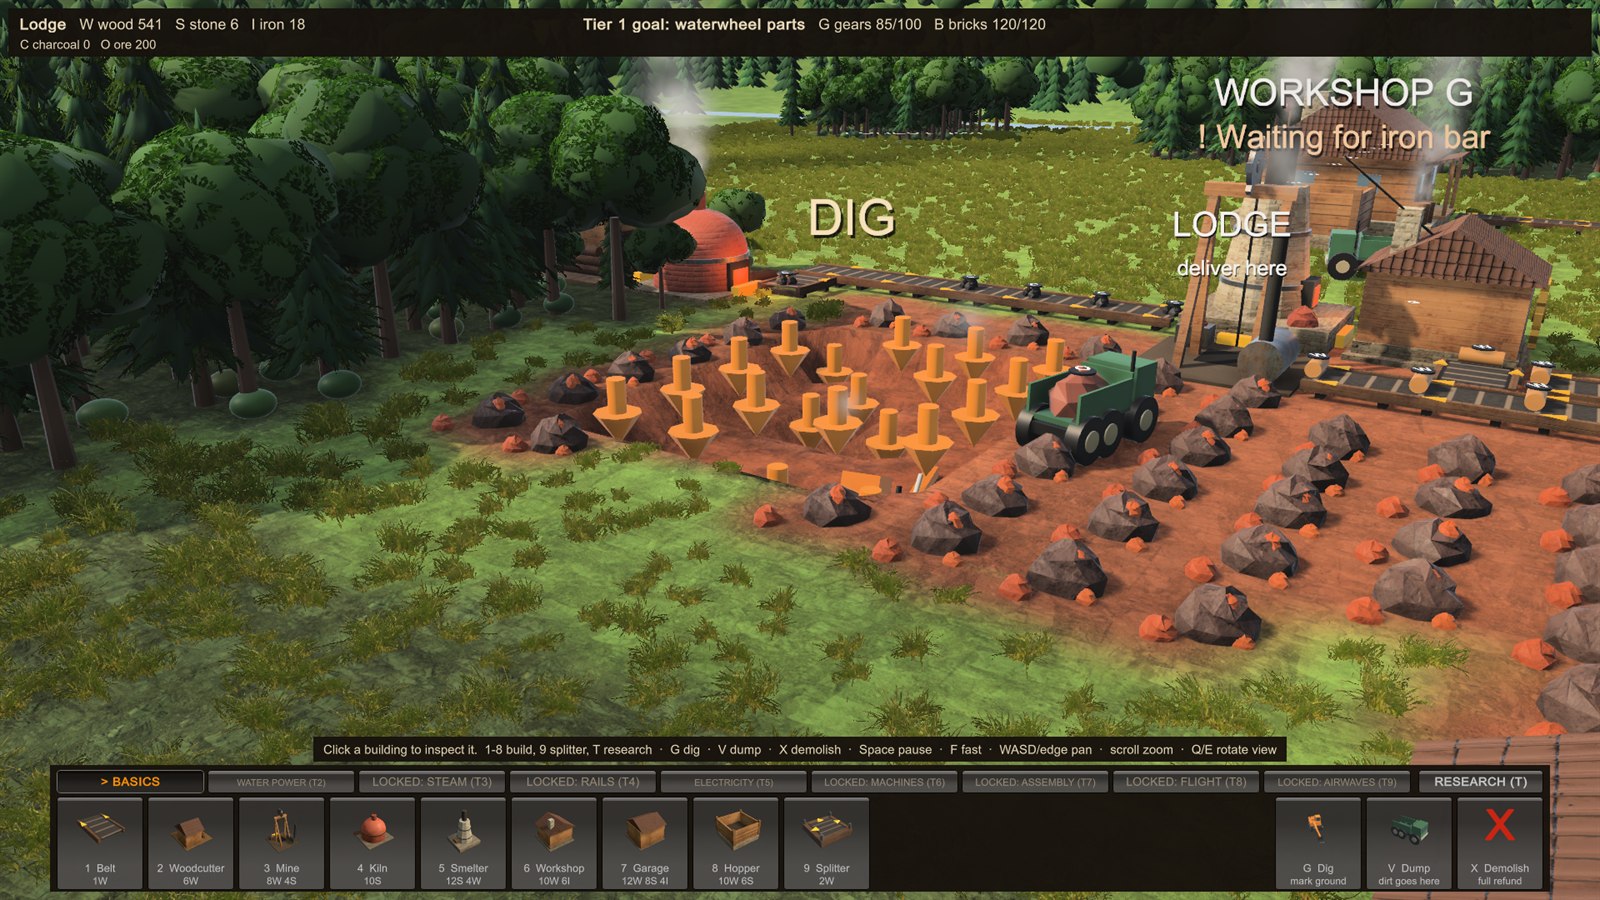 Lodge W wood 541 S stone 6 I iron 18
C charcoal 0 O ore 200
Tier 1 goal: waterwheel parts G gears 85/100 B bricks 120/120
WORKSHOP G
! Waiting for iron bar
DIG
LODGE
deliver here
Click a building to inspect it. 1-8 build, 9 splitter, T research · G dig · V dump · X demolish · Space pause · F fast · WASD/edge pan · scroll zoom · Q/E rotate view
> BASICS
WATER POWER (T2)
LOCKED: STEAM (T3)
LOCKED: RAILS (T4)
ELECTRICITY (T5)
LOCKED: MACHINES (T6)
LOCKED: ASSEMBLY (T7)
LOCKED: FLIGHT (T8)
LOCKED: AIRWAVES (T9)
RESEARCH (T)
1 Belt
1W
2 Woodcutter
6W
3 Mine
8W 4S
4 Kiln
10S
5 Smelter
12S 4W
6 Workshop
10W 6I
7 Garage
12W 8S 4I
8 Hopper
10W 6S
9 Splitter
2W
G Dig
mark ground
V Dump
dirt goes here
X Demolish
full refund